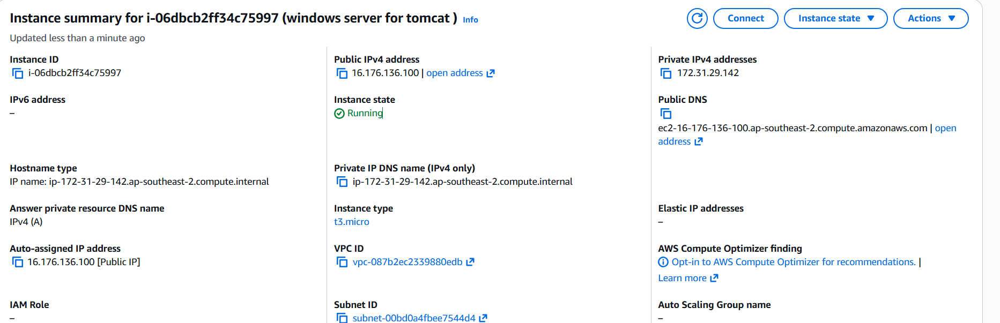 Instance summary for i-06dbcb2ff34c75997 (windows server for tomcat ) Info
Connect
Instance state
Actions
Updated less than a minute ago
Instance ID
i-06dbcb2ff34c75997
Public IPv4 address
16.176.136.100 | open address
Private IPv4 addresses
172.31.29.142
IPv6 address
–
Instance state
Running
Public DNS
ec2-16-176-136-100.ap-southeast-2.compute.amazonaws.com | open
address
Hostname type
IP name: ip-172-31-29-142.ap-southeast-2.compute.internal
Private IP DNS name (IPv4 only)
ip-172-31-29-142.ap-southeast-2.compute.internal
Answer private resource DNS name
IPv4 (A)
Instance type
t3.micro
Elastic IP addresses
–
Auto-assigned IP address
16.176.136.100 [Public IP]
VPC ID
vpc-087b2ec2339880edb
AWS Compute Optimizer finding
Opt-in to AWS Compute Optimizer for recommendations. |
Learn more
IAM Role
–
Subnet ID
subnet-00bd0a4fbee7544d4
Auto Scaling Group name
–